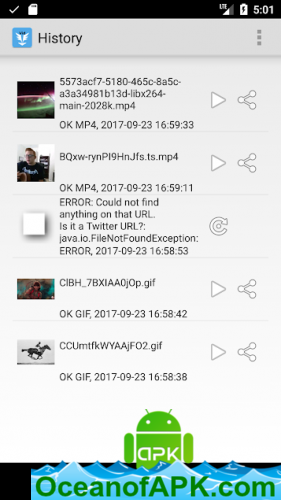 LTE 5:01
History
5573acf7-5180-465c-8a5c-
a3a34981b13d-libx264-
main-2028k.mp4
OK MP4, 2017-09-23 16:59:33
BQxw-rynPI9HnJfs.ts.mp4
OK MP4, 2017-09-23 16:59:11
ERROR: Could not find
anything on that URL.
Is it a Twitter URL?:
java.io.FileNotFoundException:
ERROR, 2017-09-23 16:58:53
ClBH_7BXIAA0jOp.gif
OK GIF, 2017-09-23 16:58:42
CCUmtfkWYAAjFO2.gif
OK GIF, 2017-09-23 16:58:38
APK
OceanofAPK.com